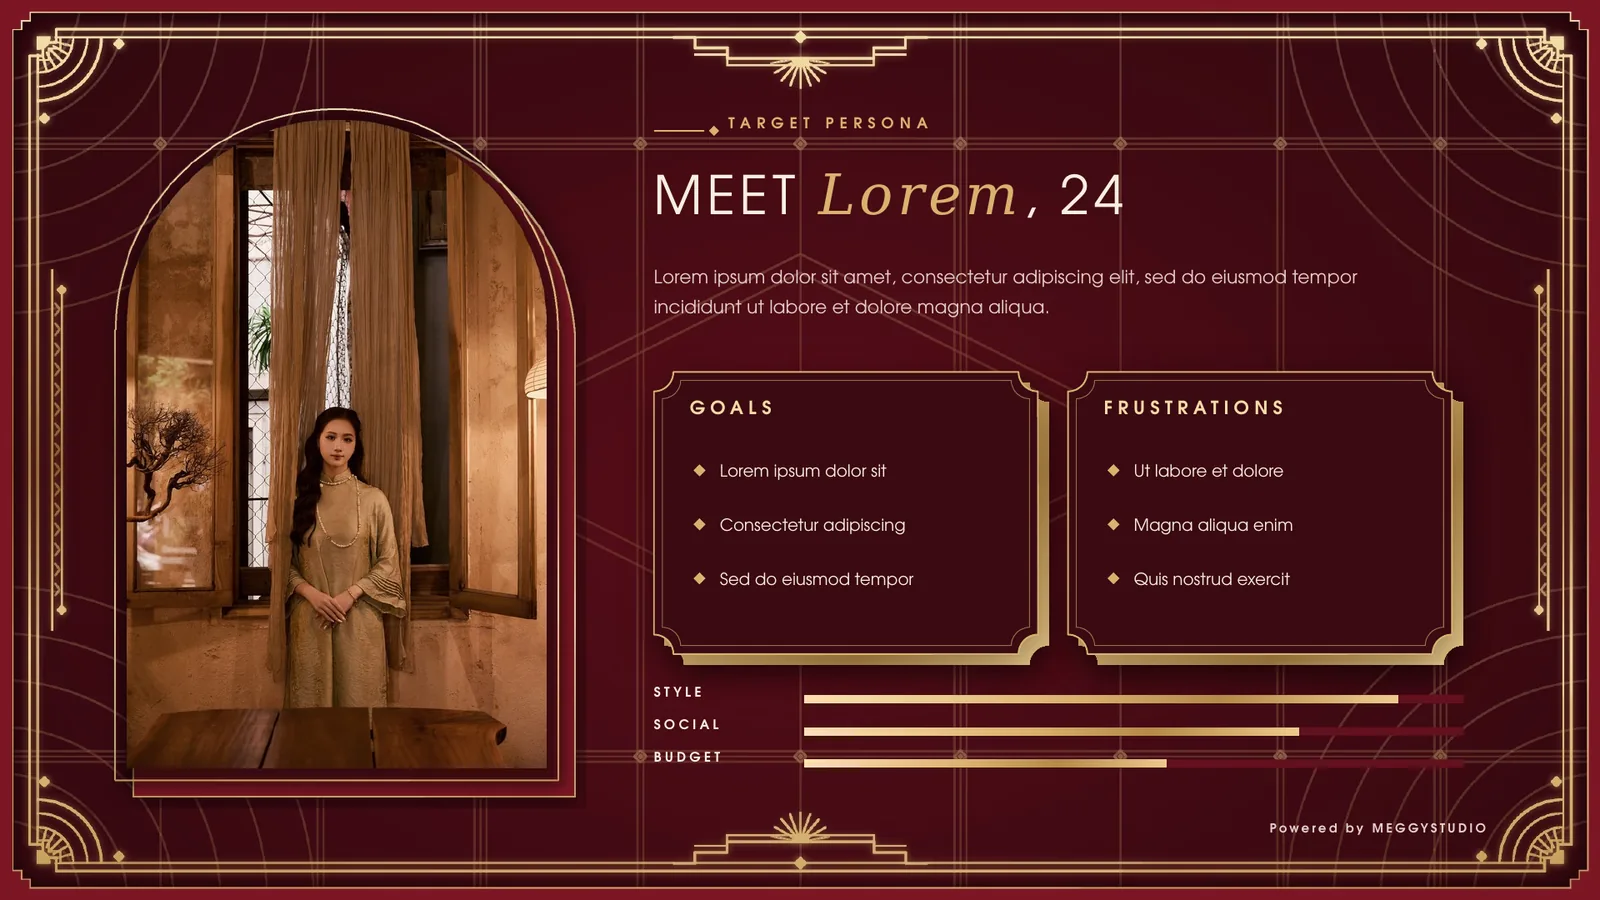 TARGET PERSONA
MEET Lorem, 24
Lorem ipsum dolor sit amet, consectetur adipiscing elit, sed do eiusmod tempor
incididunt ut labore et dolore magna aliqua.
GOALS
Lorem ipsum dolor sit
Consectetur adipiscing
Sed do eiusmod tempor
FRUSTRATIONS
Ut labore et dolore
Magna aliqua enim
Quis nostrud exercit
STYLE
SOCIAL
BUDGET
Powered by MEGGYSTUDIO